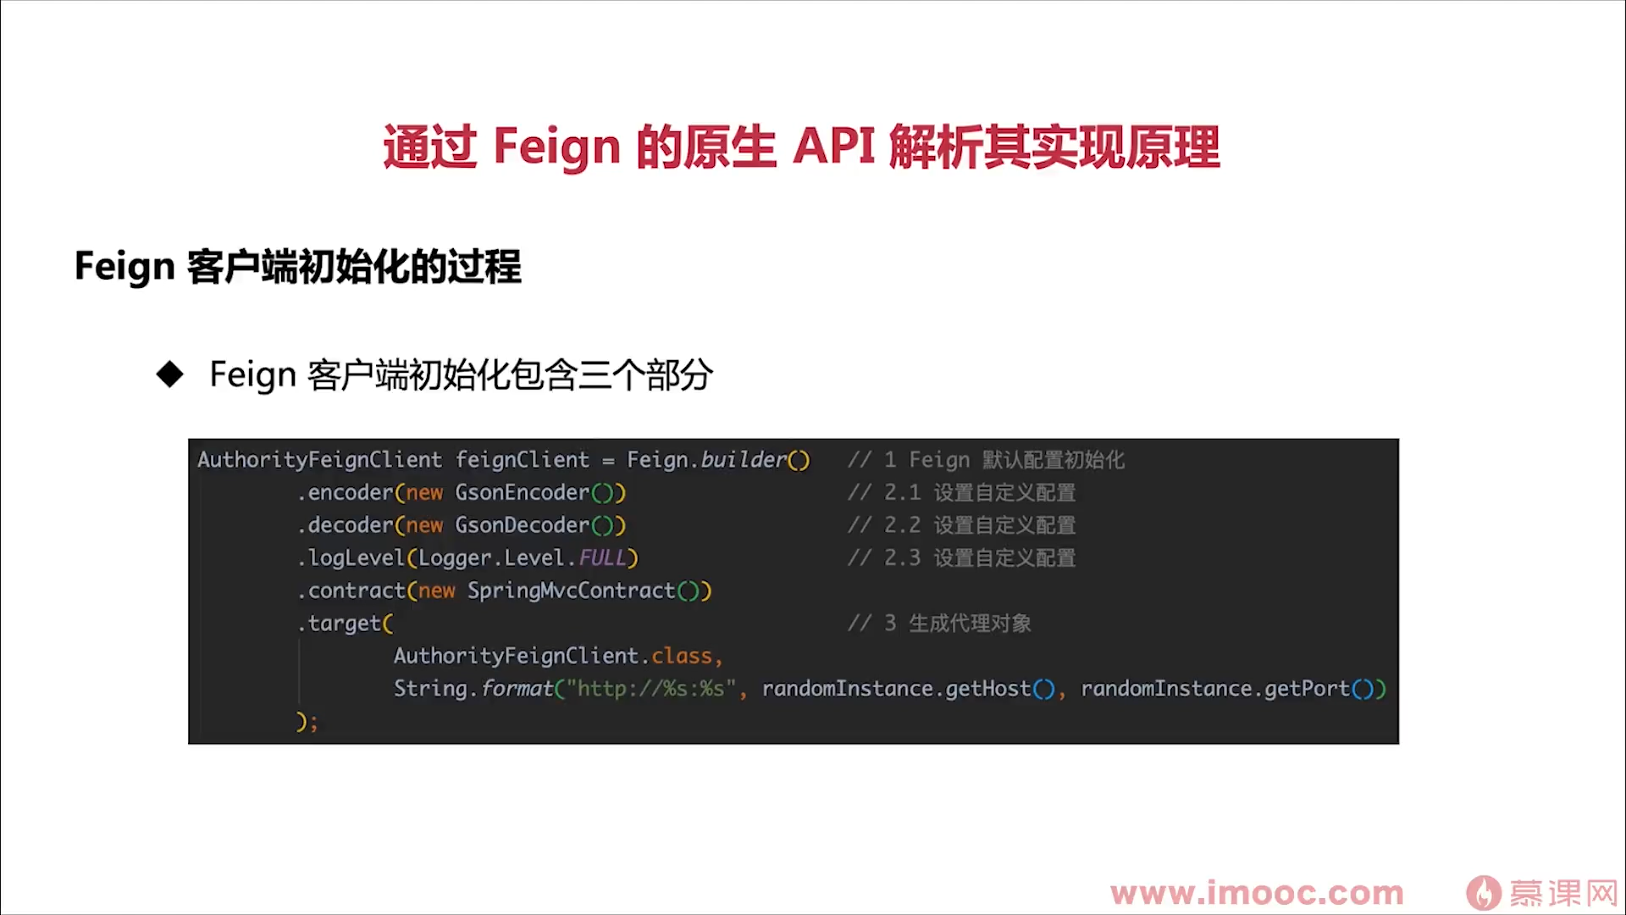 通过 Feign 的原生 API 解析其实现原理
Feign 客户端初始化的过程
◆ Feign 客户端初始化包含三个部分
AuthorityFeignClient feignClient = Feign.builder() // 1 Feign 默认配置初始化
.encoder(new GsonEncoder()) // 2.1 设置自定义配置
.decoder(new GsonDecoder()) // 2.2 设置自定义配置
.logLevel(Logger.Level.FULL) // 2.3 设置自定义配置
.contract(new SpringMvcContract())
.target( // 3 生成代理对象
AuthorityFeignClient.class,
String.format("http://%s:%s", randomInstance.getHost(), randomInstance.getPort())
);
www.imooc.com 慕课网